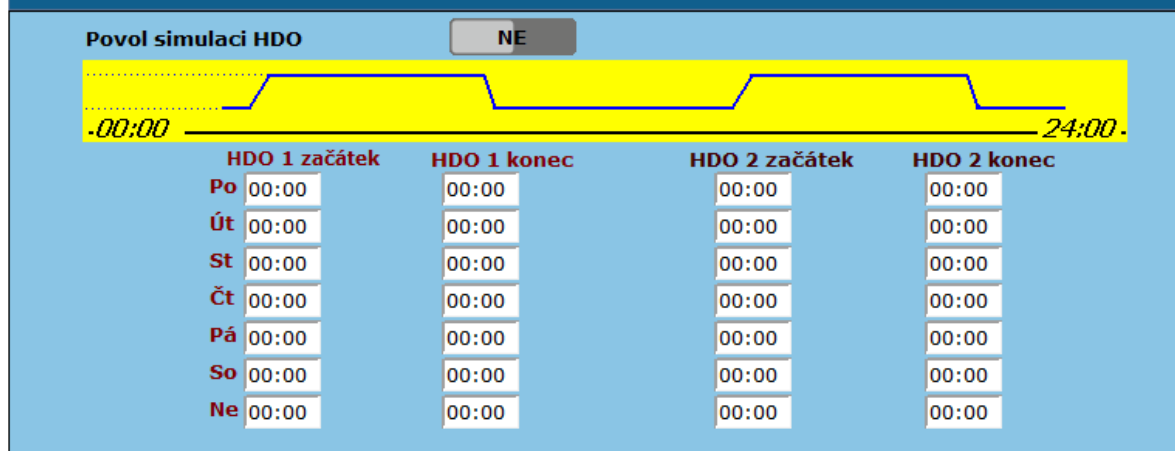 Povol simulaci HDO NE
00:00 24:00
HDO 1 začátek HDO 1 konec HDO 2 začátek HDO 2 konec
Po 00:00 00:00 00:00 00:00
Út 00:00 00:00 00:00 00:00
St 00:00 00:00 00:00 00:00
Čt 00:00 00:00 00:00 00:00
Pá 00:00 00:00 00:00 00:00
So 00:00 00:00 00:00 00:00
Ne 00:00 00:00 00:00 00:00